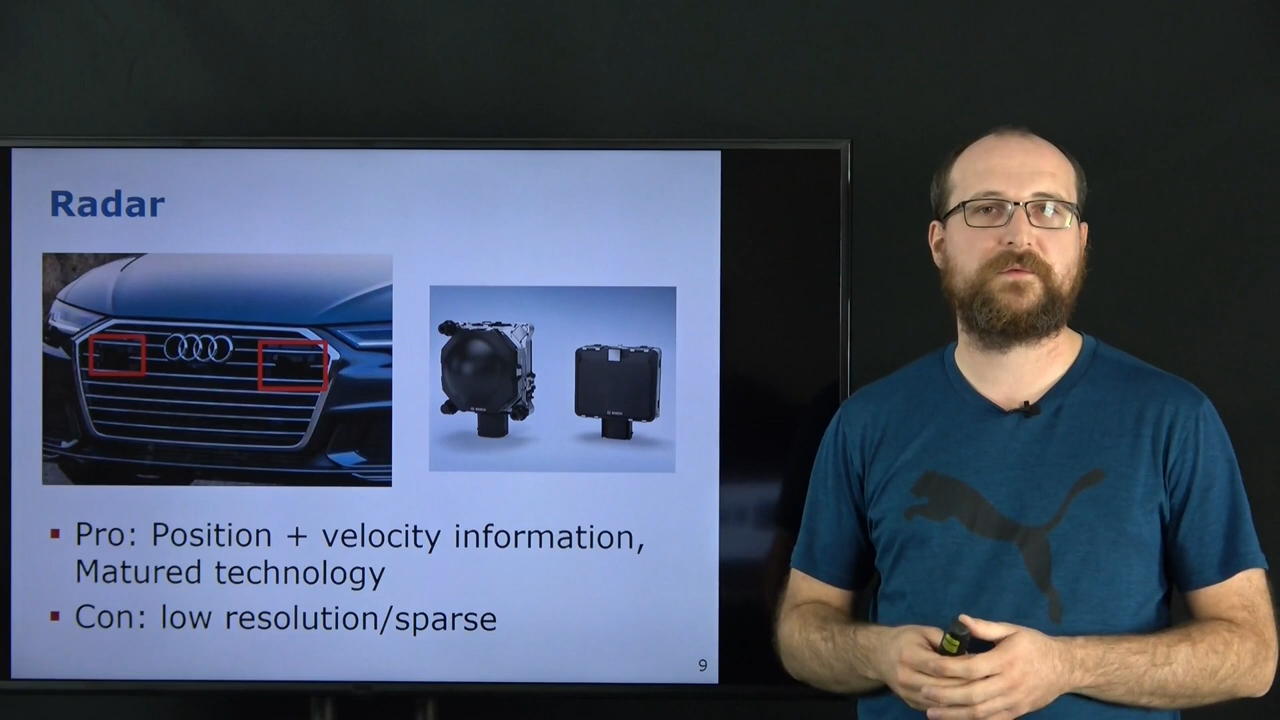 Radar
Pro: Position + velocity information,
Matured technology
Con: low resolution/sparse
9